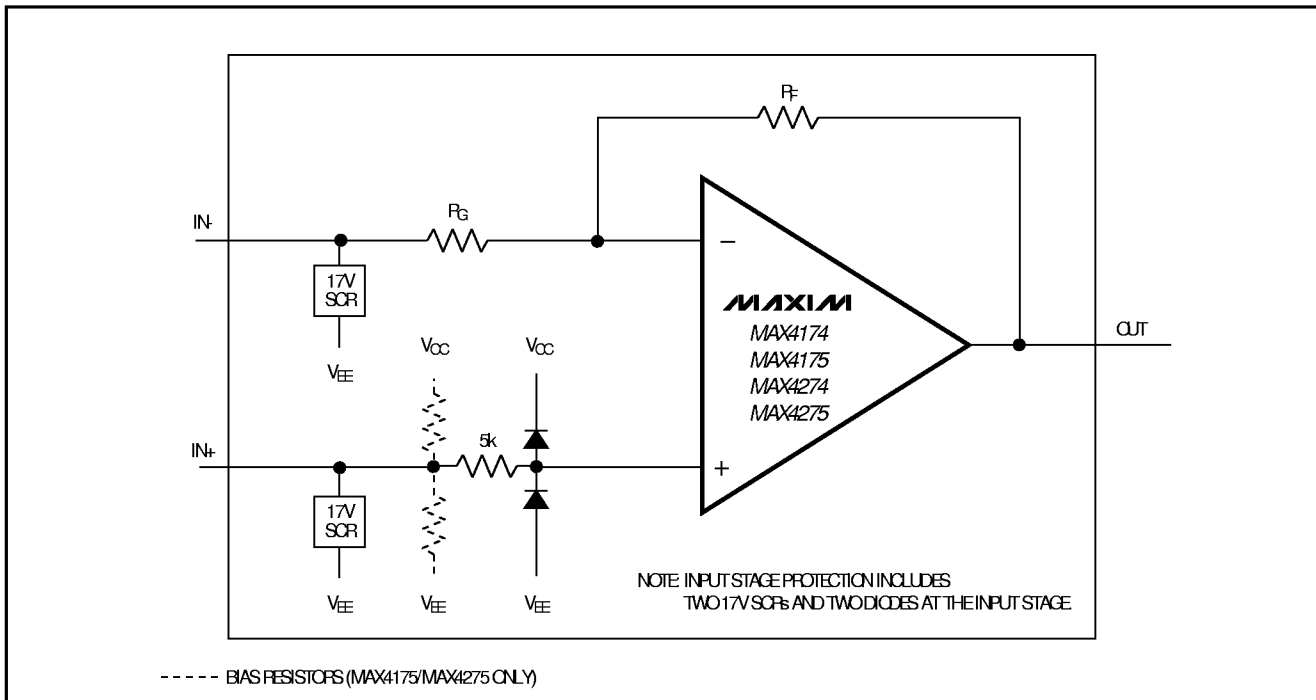 RF
IN-
RG
−
17V
SCR
VEE
MAXIM
MAX4174
MAX4175
MAX4274
MAX4275
OUT
VCC
VCC
IN+
5k
+
17V
SCR
VEE
VEE
VEE
NOTE: INPUT STAGE PROTECTION INCLUDES
TWO 17V SCRs AND TWO DIODES AT THE INPUT STAGE.
----- BIAS RESISTORS (MAX4175/MAX4275 ONLY)